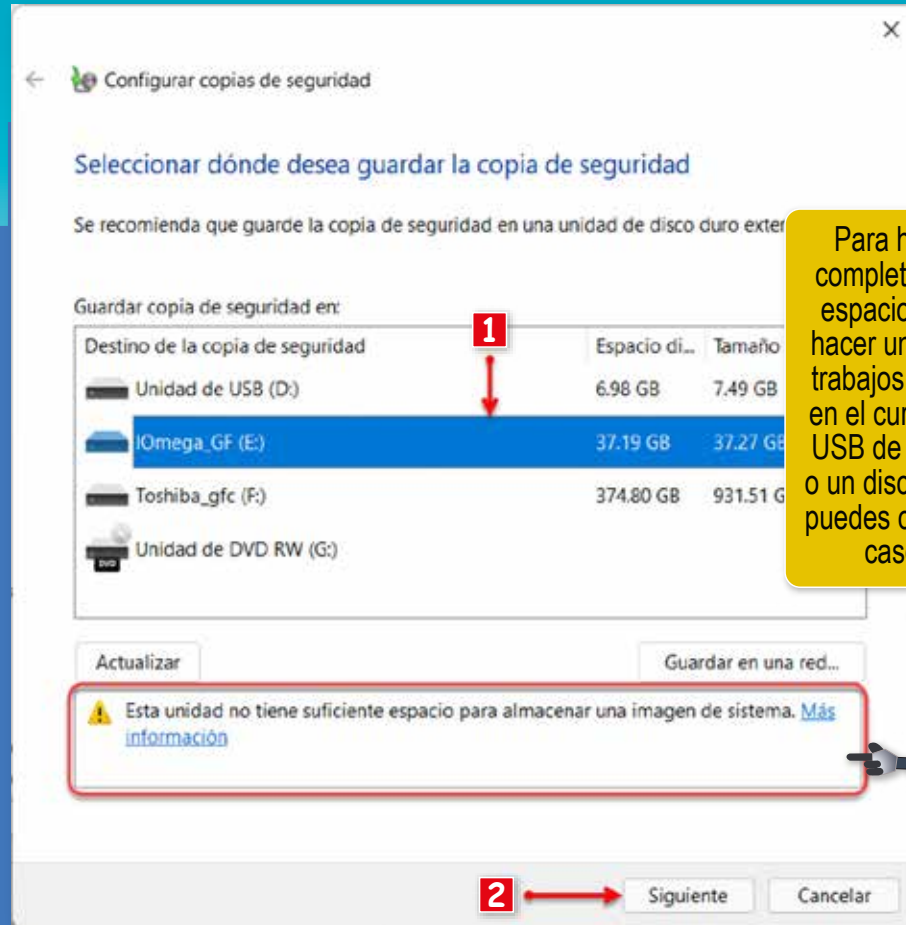 Configurar copias de seguridad
Seleccionar dónde desea guardar la copia de seguridad
Se recomienda que guarde la copia de seguridad en una unidad de disco duro exter
Guardar copia de seguridad en:
1
Destino de la copia de seguridad Espacio di... Tamaño
Unidad de USB (D:) 6.98 GB 7.49 GB
IOmega_GF (E:) 37.19 GB 37.27 GB
Toshiba_gfc (F:) 374.80 GB 931.51 G
Unidad de DVD RW (G:)
DVD
Actualizar Guardar en una red...
Esta unidad no tiene suficiente espacio para almacenar una imagen de sistema. Más
información
2 Siguiente Cancelar
Para h
complet
espacio
hacer un
trabajos
en el cur
USB de
o un disc
puedes c
cas